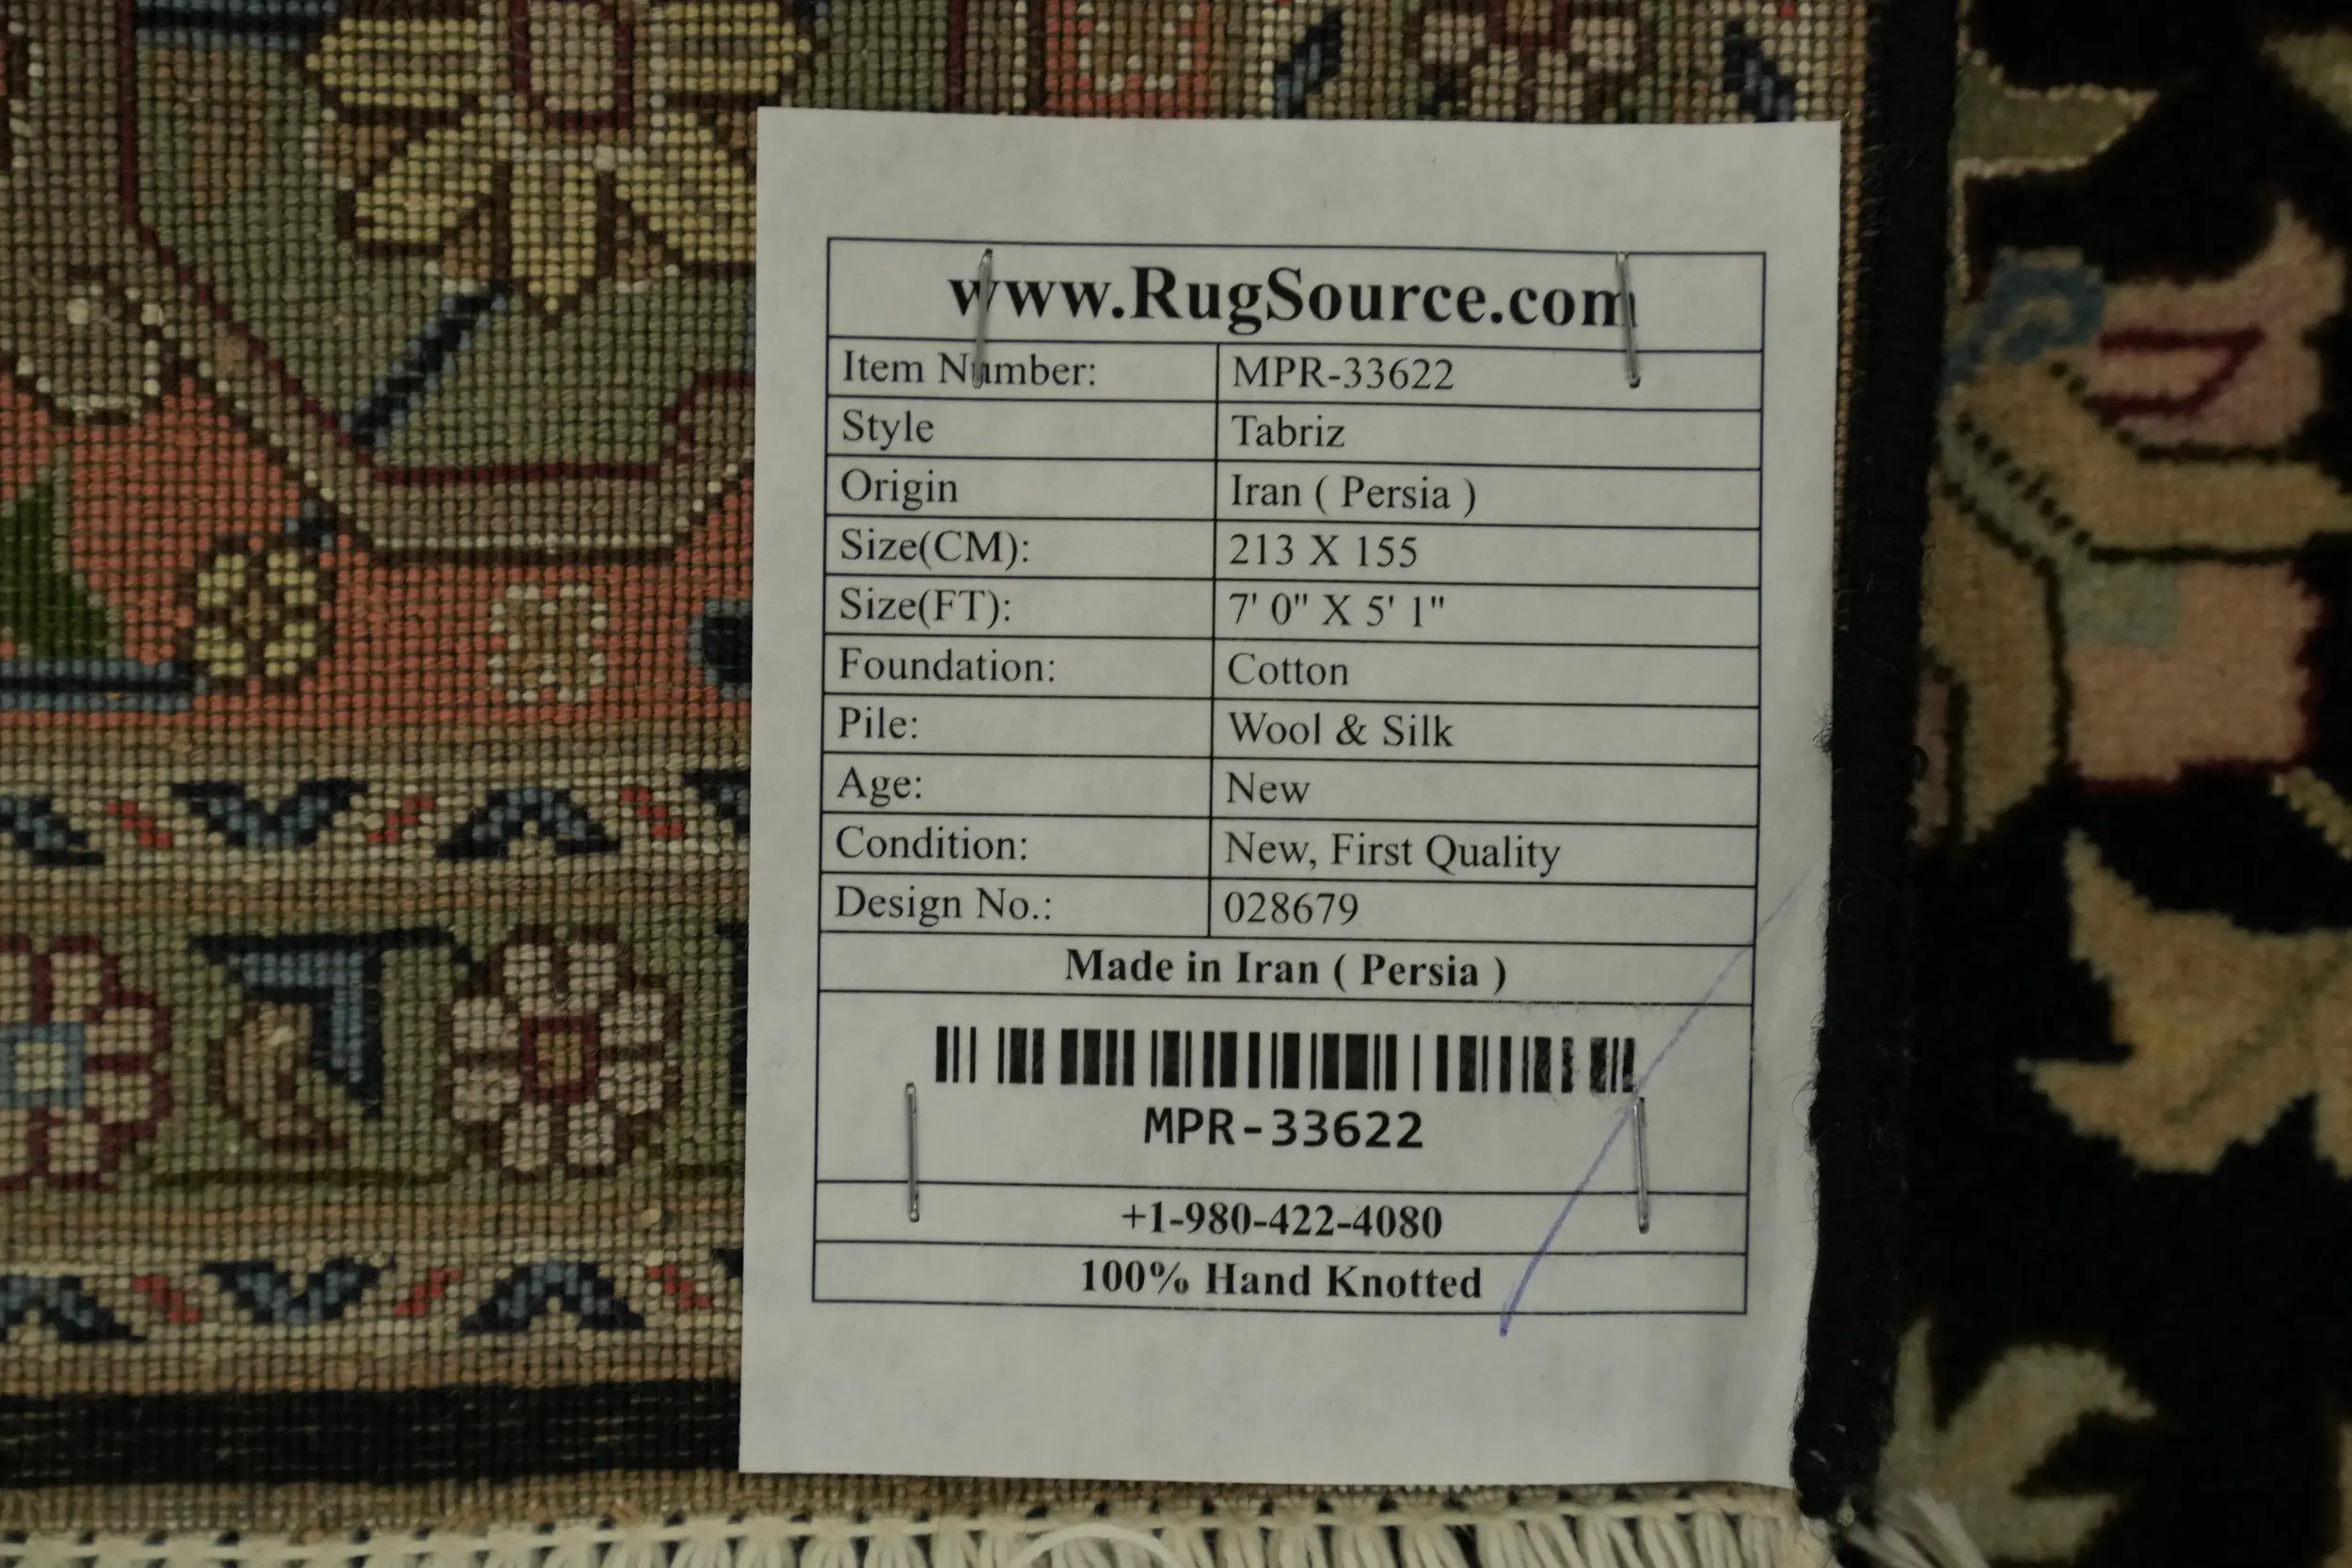 www.RugSource.com
Item Number: MPR-33622
Style Tabriz
Origin Iran ( Persia )
Size(CM): 213 X 155
Size(FT): 7' 0" X 5' 1"
Foundation: Cotton
Pile: Wool & Silk
Age: New
Condition: New, First Quality
Design No.: 028679
Made in Iran ( Persia )
MPR-33622
+1-980-422-4080
100% Hand Knotted